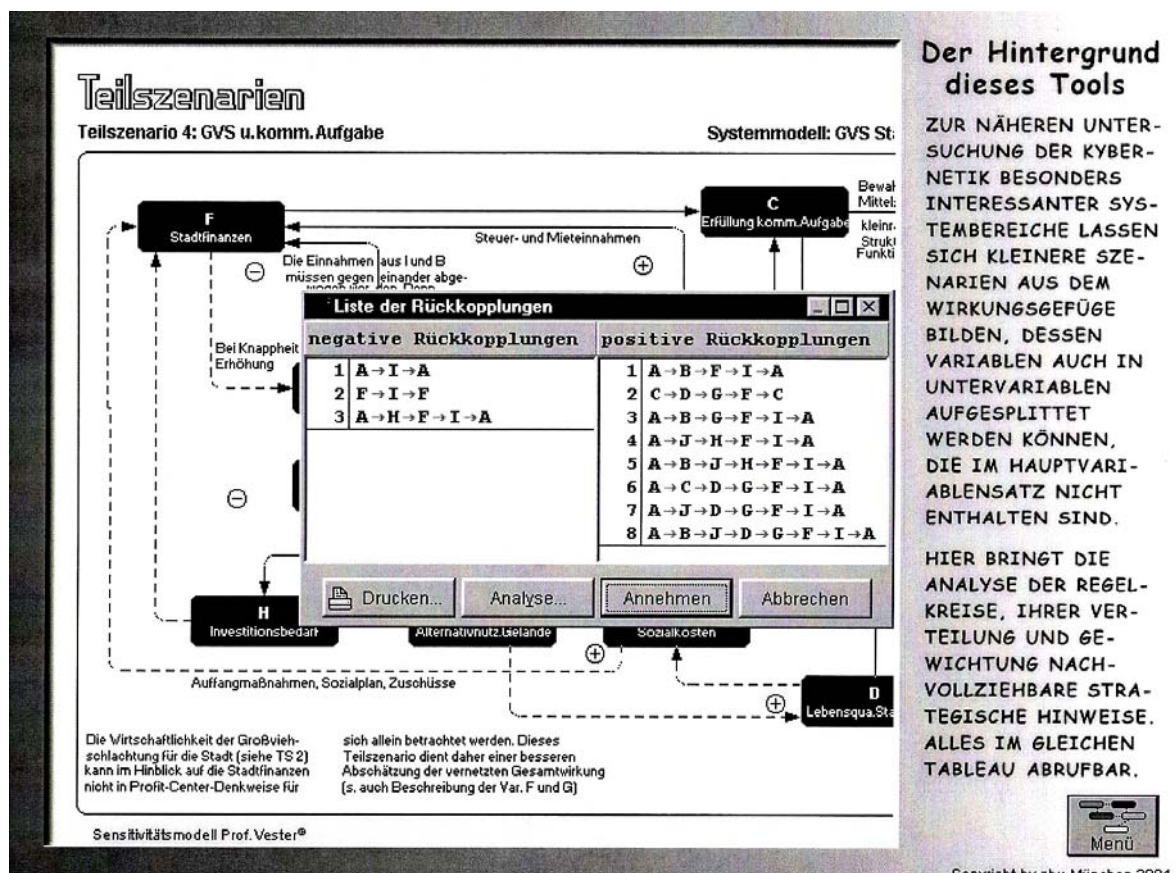 Teilszenarien
Teilszenario 4: GVS u.komm.Aufgabe
Systemmodell: GVS
F
Stadtfinanzen
C
Erfüllung komm.Aufgabe
Steuer- und Mieteinnahmen
Die Einnahmen aus I und B
müssen gegen einander abge-
Bei Knappheit
Erhöhung
Liste der Rückkopplungen
negative Rückkopplungen
1 A→I→A
2 F→I→F
3 A→H→F→I→A
positive Rückkopplungen
1 A→B→F→I→A
2 C→D→G→F→C
3 A→B→G→F→I→A
4 A→J→H→F→I→A
5 A→B→J→H→F→I→A
6 A→C→D→G→F→I→A
7 A→J→D→G→F→I→A
8 A→B→J→D→G→F→I→A
Drucken...
Analyse...
Annehmen
Abbrechen
H
Investitionsbedarf
Alternativnutz.Gelände
Sozialkosten
D
Auffangmaßnahmen, Sozialplan, Zuschüsse
Die Wirtschaftlichkeit der Großvieh-
schlachtung für die Stadt (siehe TS 2)
kann im Hinblick auf die Stadtfinanzen
nicht in Profit-Center-Denkweise für
sich allein betrachtet werden. Dieses
Teilszenario dient daher einer besseren
Abschätzung der vernetzten Gesamtwirkung
(s. auch Beschreibung der Var. F und G)
Sensitivitätsmodell Prof. Vester®
Der Hintergrund
dieses Tools
ZUR NÄHEREN UNTER-
SUCHUNG DER KYBER-
NETIK BESONDERS
INTERESSANTER SYS-
TEMBEREICHE LASSEN
SICH KLEINERE SZE-
NARIEN AUS DEM
WIRKUNGSGEFÜGE
BILDEN, DESSEN
VARIABLEN AUCH IN
UNTERVARIABLEN
AUFGESPLITTET
WERDEN KÖNNEN,
DIE IM HAUPTVARI-
ABLENSATZ NICHT
ENTHALTEN SIND.
HIER BRINGT DIE
ANALYSE DER REGEL-
KREISE, IHRER VER-
TEILUNG UND GE-
WICHTUNG NACH-
VOLLZIEHBARE STRA-
TEGISCHE HINWEISE.
ALLES IM GLEICHEN
TABLEAU ABRUFBAR.
Menü